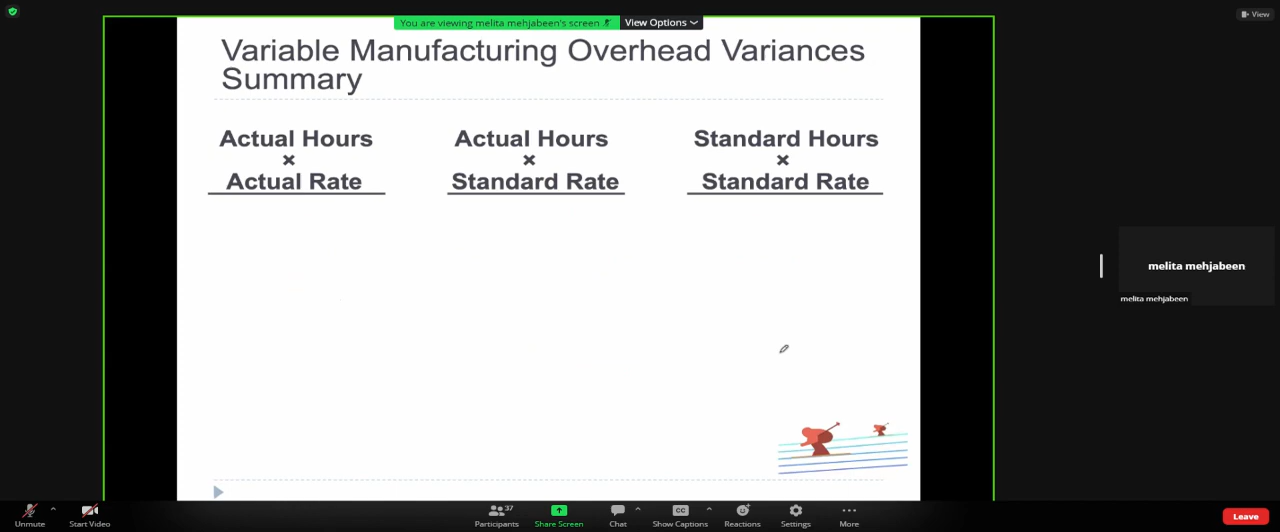 You are viewing melita mehjabeen's screen
View Options
View
Variable Manufacturing Overhead Variances
Summary
Actual Hours
×
Actual Rate
Actual Hours
×
Standard Rate
Standard Hours
×
Standard Rate
melita mehjabeen
melita mehjabeen
Unmute
Start Video
37
Participants
Share Screen
Chat
CC
Show Captions
Reactions
Settings
More
Leave